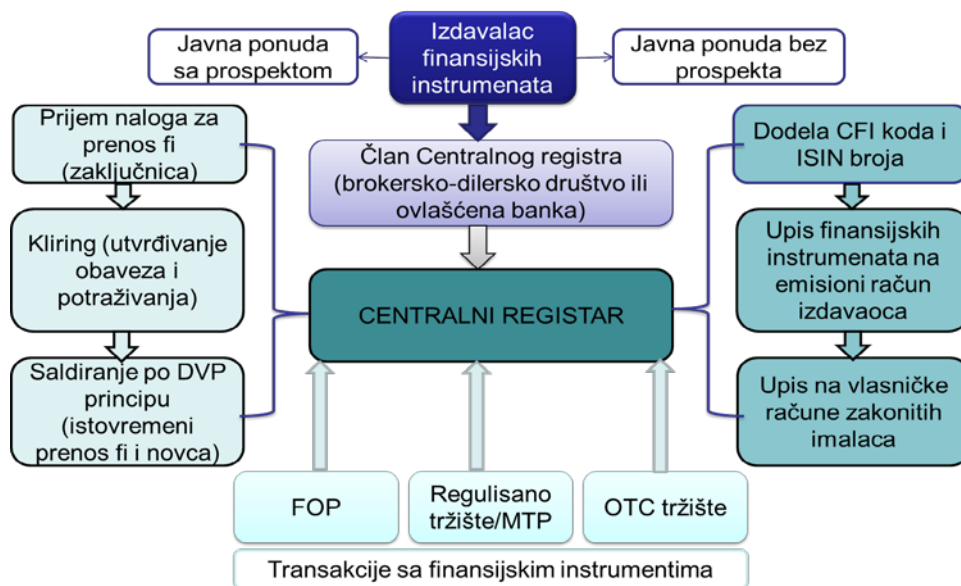 Izdavalac
finansijskih
instrumenata
Javna ponuda
sa prospektom
Javna ponuda bez
prospekta
Prijem naloga za
prenos fi
(zaključnica)
Član Centralnog registra
(brokersko-dilersko društvo ili
ovlašćena banka)
Dodela CFI koda i
ISIN broja
Kliring (utvrđivanje
obaveza i
potraživanja)
Upis finansijskih
instrumenata na
emisioni račun
izdavaoca
CENTRALNI REGISTAR
Saldiranje po DVP
principu
(istovremeni
prenos fi i novca)
Upis na vlasničke
račune zakonitih
imalaca
FOP
Regulisano
tržište/MTP
OTC tržište
Transakcije sa finansijskim instrumentima